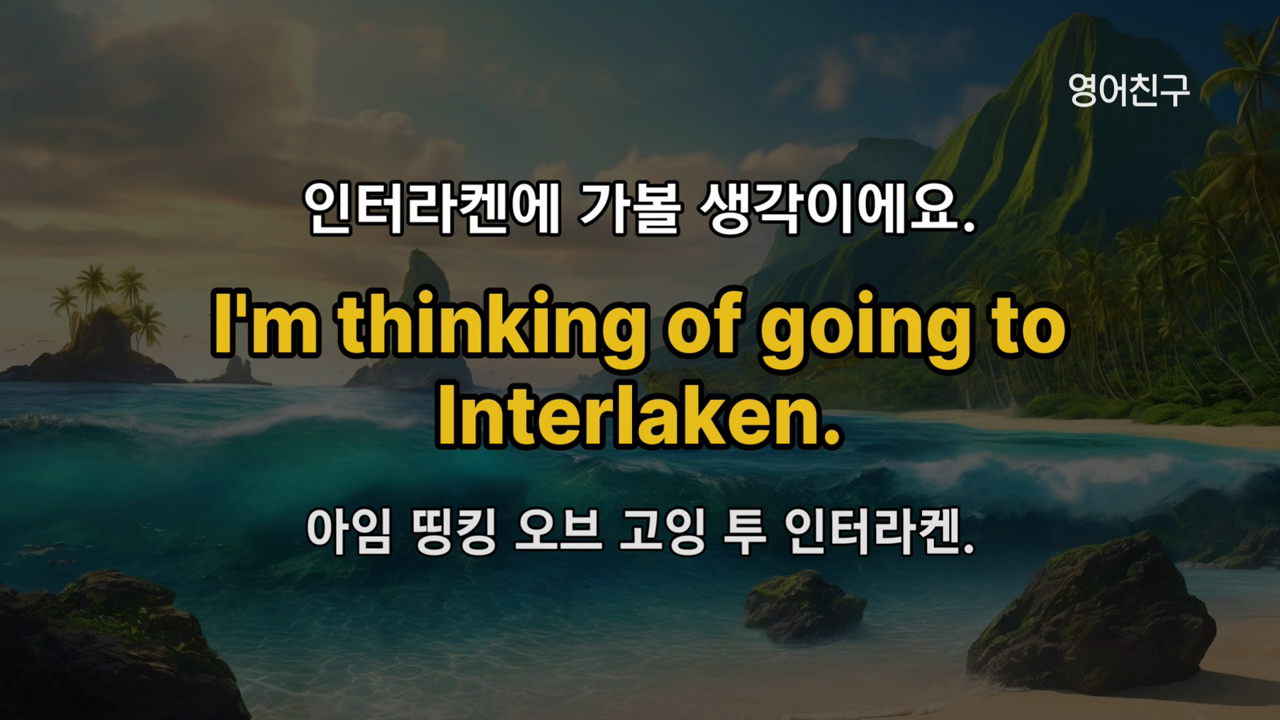 영어친구
인터라켄에 가볼 생각이에요.
I'm thinking of going to
Interlaken.
아임 띵킹 오브 고잉 투 인터라켄.